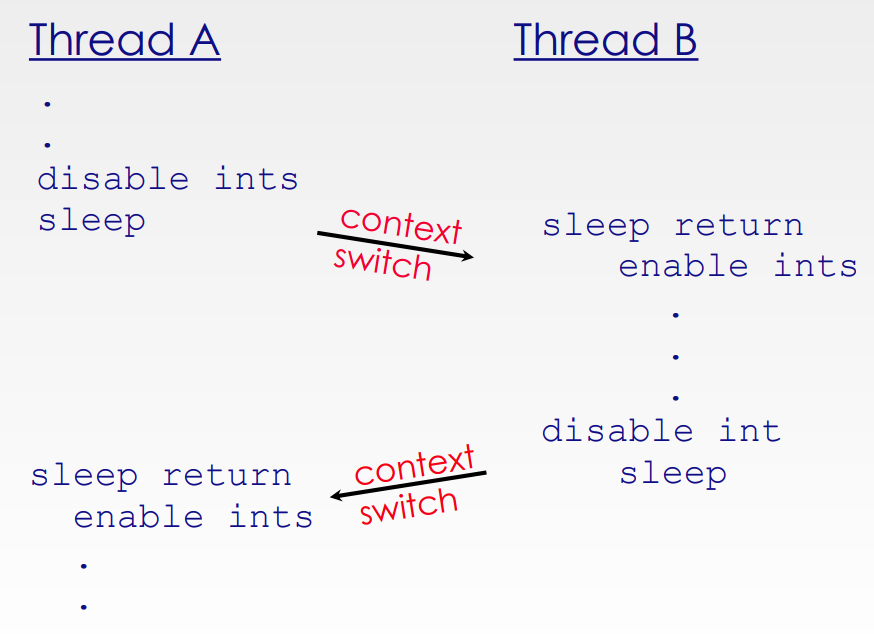 Thread A
Thread B
.
.
disable ints
sleep
context
switch
sleep return
enable ints
.
.
.
disable int
sleep
context
switch
sleep return
enable ints
.
.